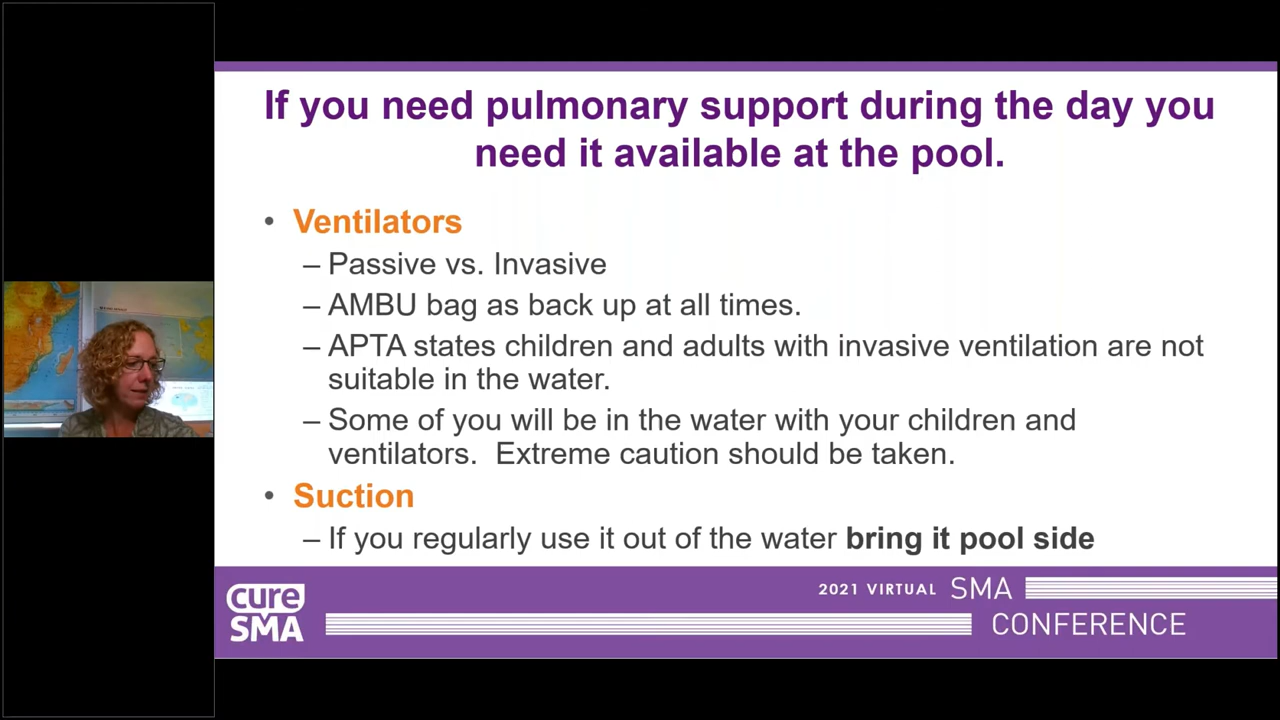 If you need pulmonary support during the day you
need it available at the pool.
• Ventilators
– Passive vs. Invasive
– AMBU bag as back up at all times.
– APTA states children and adults with invasive ventilation are not
suitable in the water.
– Some of you will be in the water with your children and
ventilators.  Extreme caution should be taken.
• Suction
– If you regularly use it out of the water bring it pool side
cure
SMA
2021 VIRTUAL SMA
CONFERENCE